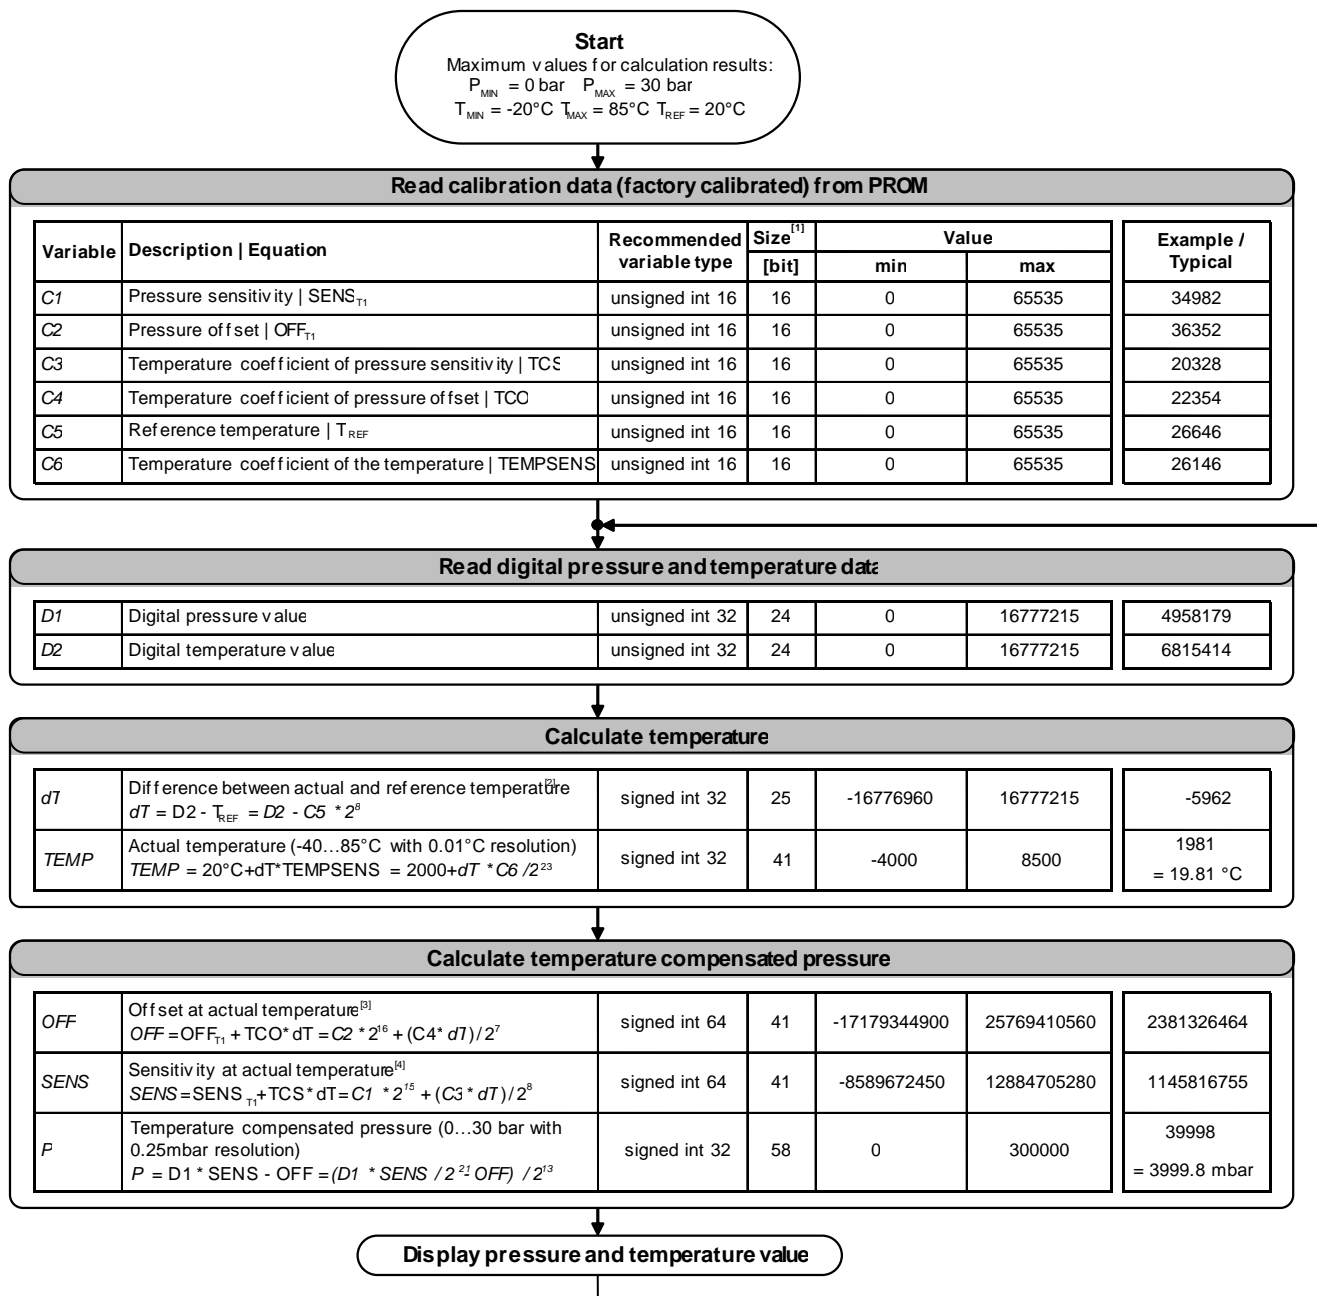 Start
Maximum values for calculation results:
P_MIN = 0 bar P_MAX = 30 bar
T_MIN = -20°C T_MAX = 85°C T_REF = 20°C
Read calibration data (factory calibrated) from PROM
Variable Description | Equation Recommended variable type Size[1] [bit] Value min max Example / Typical
C1 Pressure sensitivity | SENS_T1 unsigned int 16 16 0 65535 34982
C2 Pressure offset | OFF_T1 unsigned int 16 16 0 65535 36352
C3 Temperature coefficient of pressure sensitivity | TCS unsigned int 16 16 0 65535 20328
C4 Temperature coefficient of pressure offset | TCO unsigned int 16 16 0 65535 22354
C5 Reference temperature | T_REF unsigned int 16 16 0 65535 26646
C6 Temperature coefficient of the temperature | TEMPSENS unsigned int 16 16 0 65535 26146
Read digital pressure and temperature data
D1 Digital pressure value unsigned int 32 24 0 16777215 4958179
D2 Digital temperature value unsigned int 32 24 0 16777215 6815414
Calculate temperature
dT Difference between actual and reference temperature[2]
dT = D2 - T_REF = D2 - C5 * 2^8 signed int 32 25 -16776960 16777215 -5962
TEMP Actual temperature (-40…85°C with 0.01°C resolution)
TEMP = 20°C+dT*TEMPSENS = 2000+dT *C6 /2^23 signed int 32 41 -4000 8500 1981
= 19.81 °C
Calculate temperature compensated pressure
OFF Offset at actual temperature[3]
OFF = OFF_T1 + TCO* dT = C2 * 2^16 + (C4* dT)/2^7 signed int 64 41 -17179344900 25769410560 2381326464
SENS Sensitivity at actual temperature[4]
SENS = SENS_T1 + TCS* dT= C1 * 2^15 + (C3 * dT)/2^8 signed int 64 41 -8589672450 12884705280 1145816755
P Temperature compensated pressure (0…30 bar with
0.25mbar resolution)
P = D1 * SENS - OFF = (D1 * SENS / 2^21 - OFF) / 2^13 signed int 32 58 0 300000 39998
= 3999.8 mbar
Display pressure and temperature value